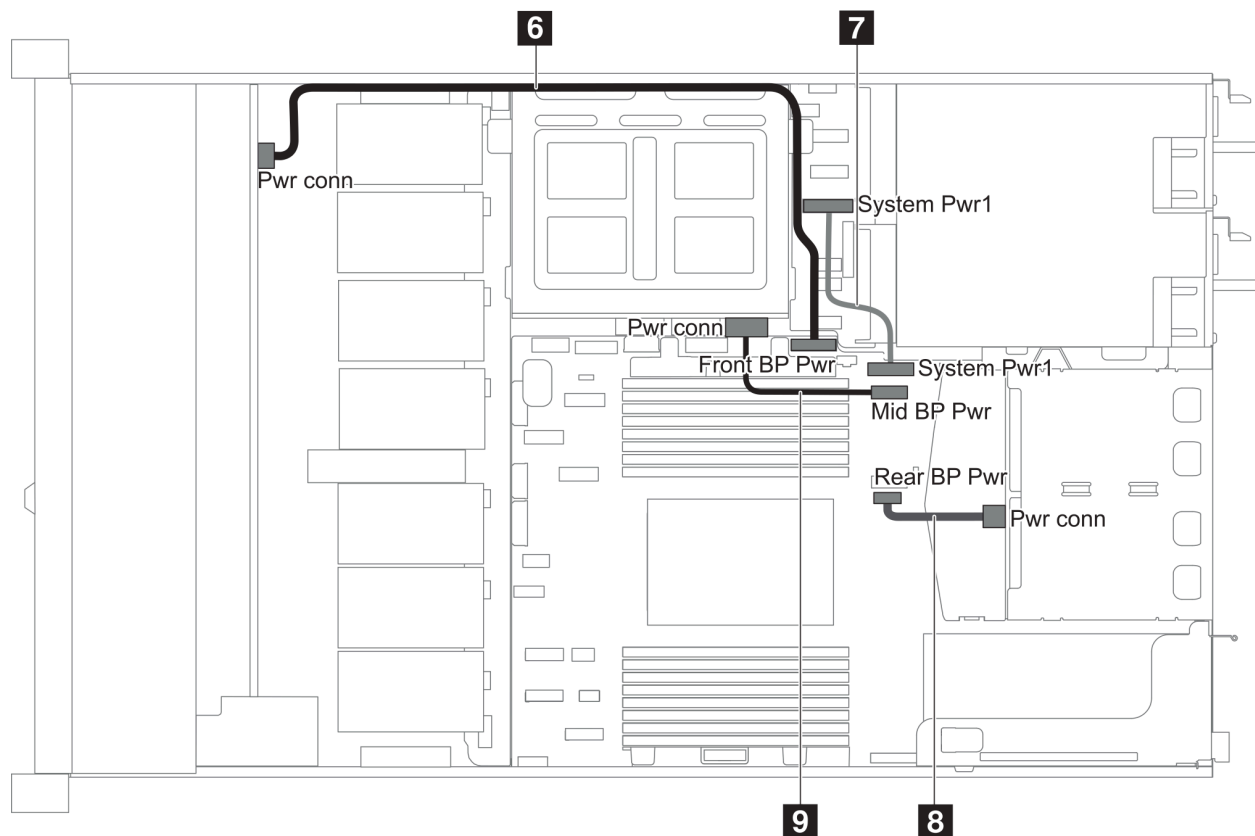 6
7
Pwr conn
System Pwr1
Pwr conn
Front BP Pwr
System Pwr1
Mid BP Pwr
Rear BP Pwr
Pwr conn
9
8